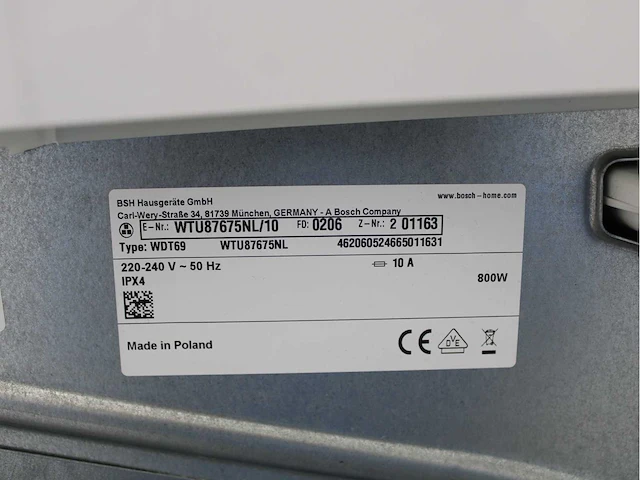 BSH Hausgeräte GmbH www.bosch-home.com
Carl-Wery-Straße 34, 81739 München, GERMANY - A Bosch Company
E-Nr.: WTU87675NL/10 FD: 0206 Z-Nr.: 2 01163
Type: WDT69 WTU87675NL 462060524665011631
220-240 V ~ 50 Hz 10 A
IPX4 800W
Made in Poland CE VDE